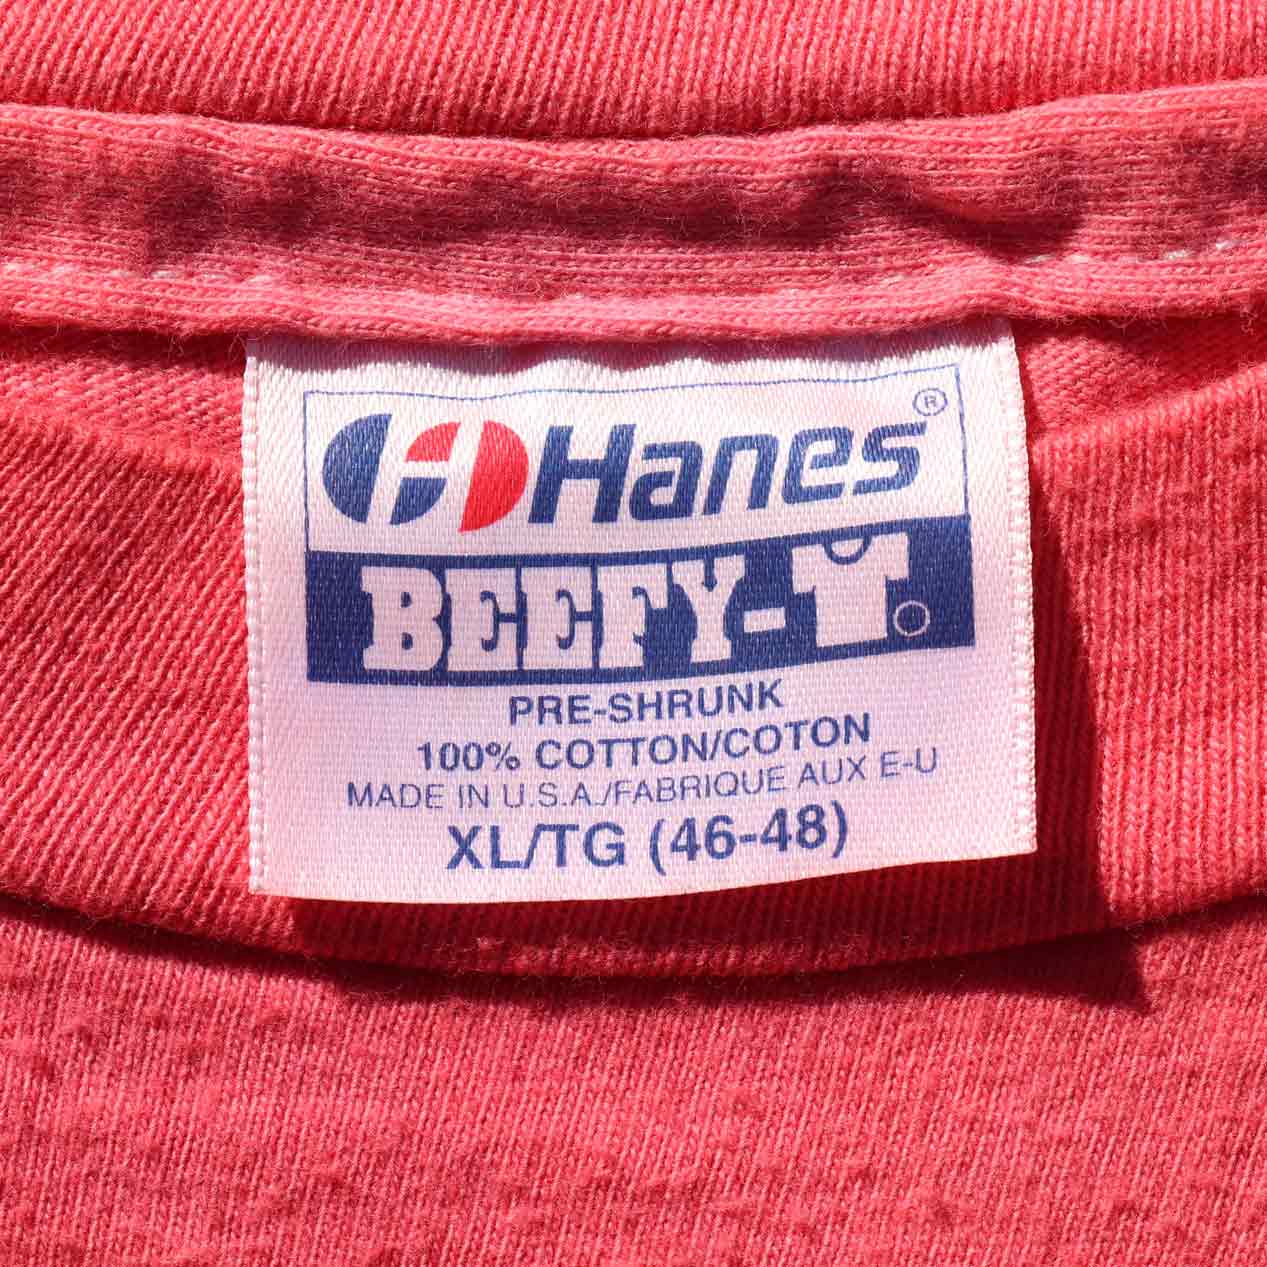 Hanes®
BEEFY-T
PRE-SHRUNK
100% COTTON/COTON
MADE IN U.S.A./FABRIQUE AUX E-U
XL/TG (46-48)